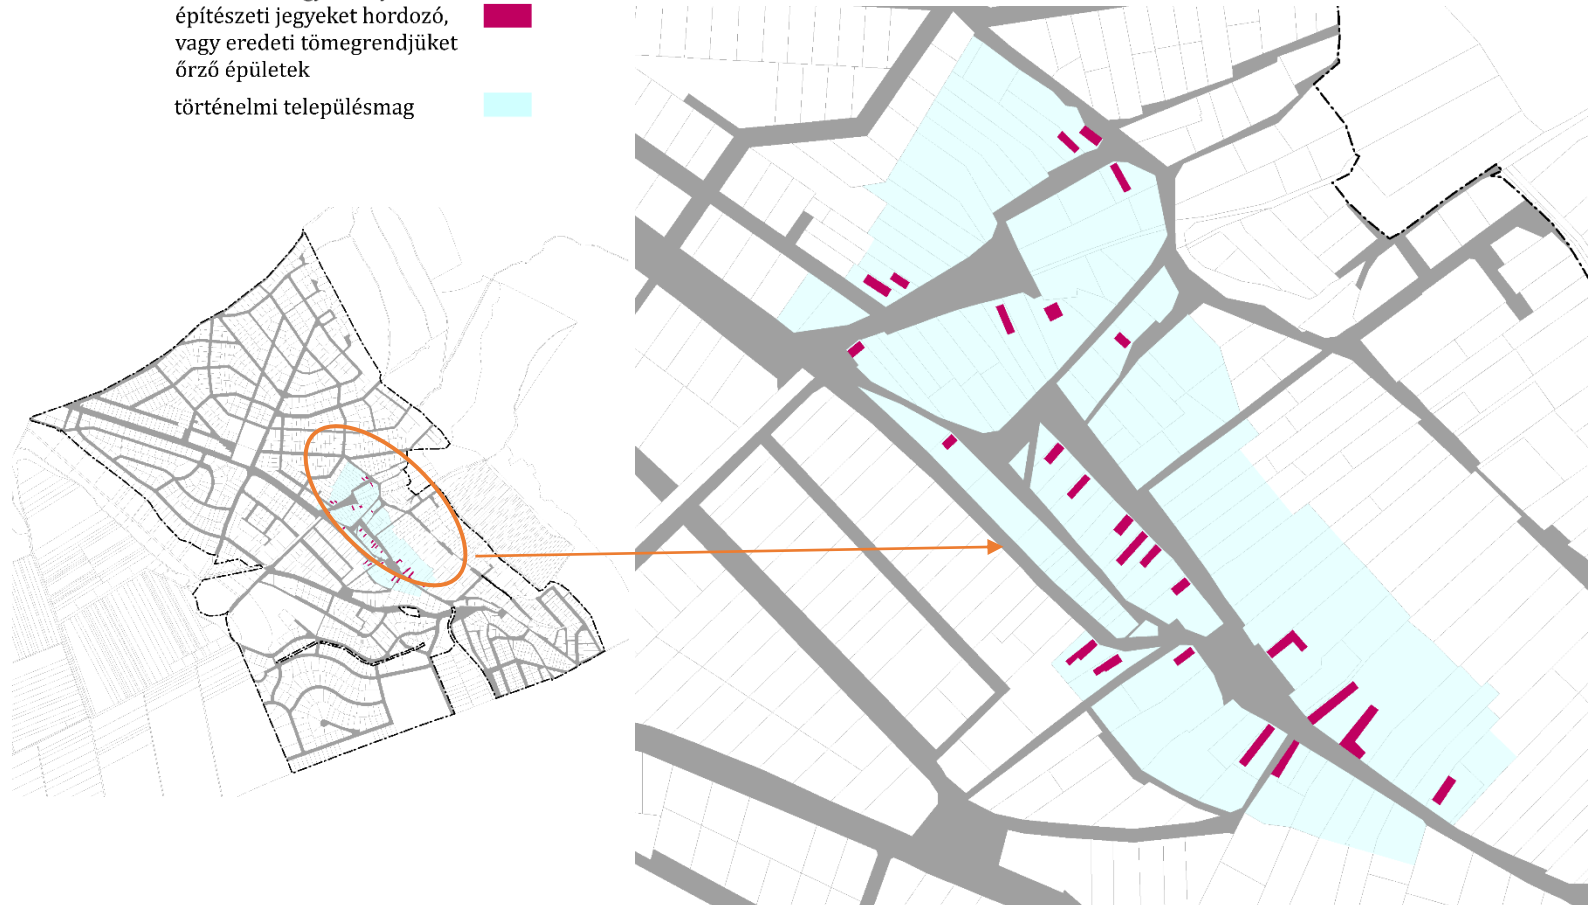 építészeti jegyeket hordozó,
vagy eredeti tömegrendjüket
őrző épületek
történelmi településmag